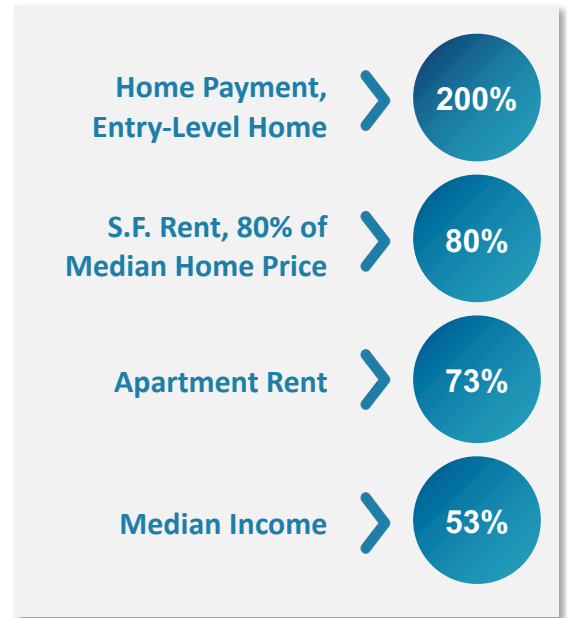 Home Payment,
Entry-Level Home
200%
S.F. Rent, 80% of
Median Home Price
80%
Apartment Rent
73%
Median Income
53%